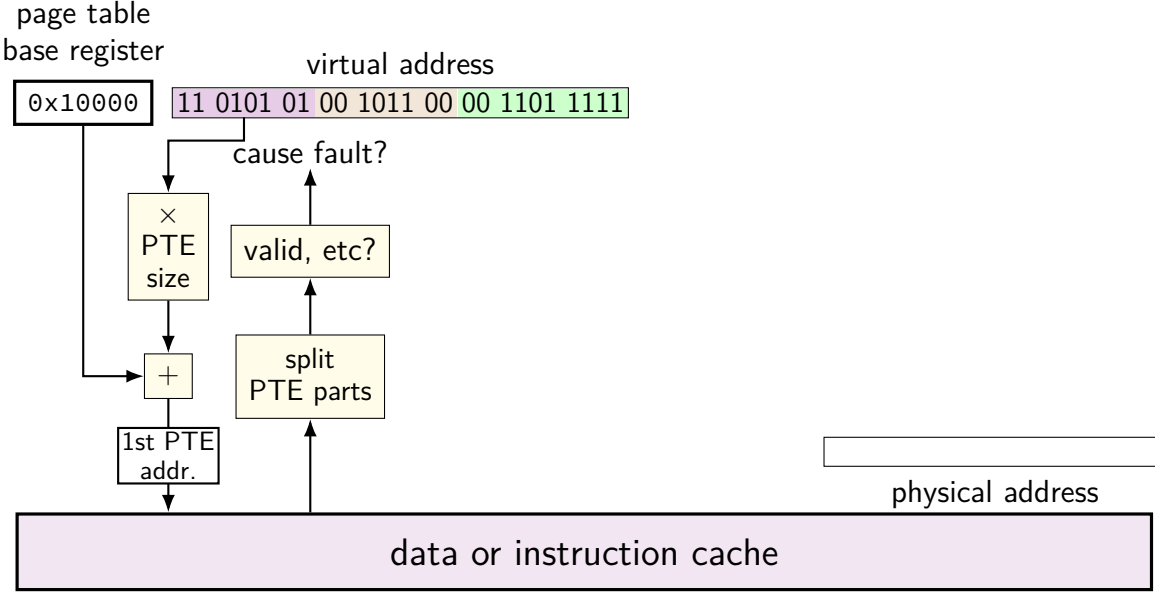 page table
base register
virtual address
0x10000
11 0101 01 00 1011 00 00 1101 1111
cause fault?
×
PTE
size
valid, etc?
split
PTE parts
+
1st PTE
addr.
physical address
data or instruction cache